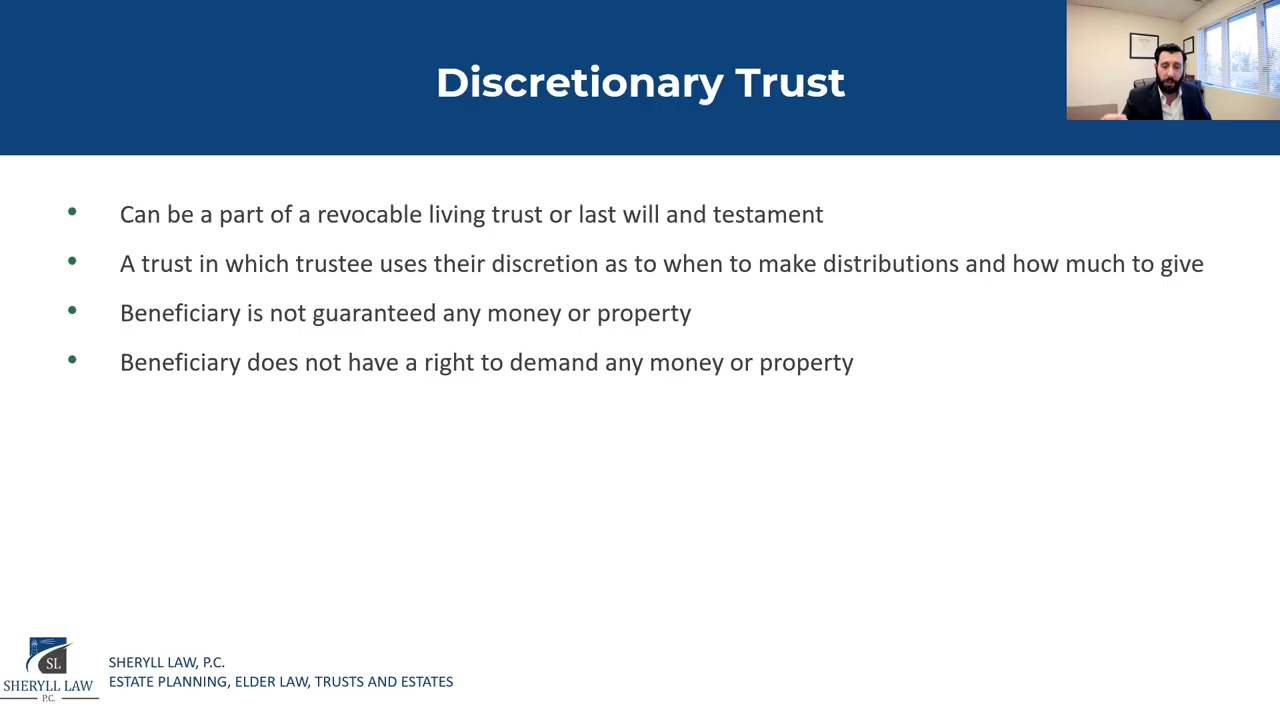 Discretionary Trust
• Can be a part of a revocable living trust or last will and testament
• A trust in which trustee uses their discretion as to when to make distributions and how much to give
• Beneficiary is not guaranteed any money or property
• Beneficiary does not have a right to demand any money or property
SL
SHERYLL LAW
P.C.
SHERYLL LAW, P.C.
ESTATE PLANNING, ELDER LAW, TRUSTS AND ESTATES